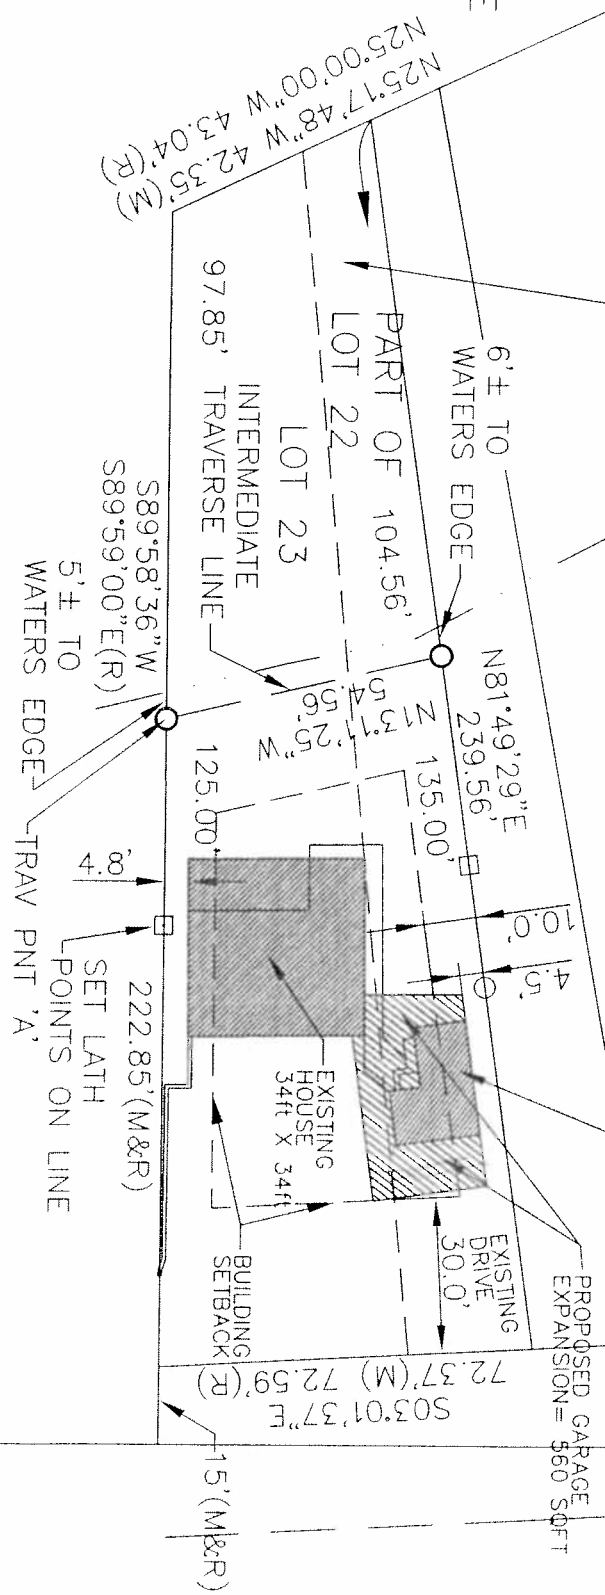 N25°00'00"W 43.04'(R)
N25°17'48"W 42.35'(M)
6'± TO
WATERS EDGE
PART OF
LOT 22
104.56'
LOT 23
INTERMEDIATE
97.85' TRAVERSE LINE
S89°58'36"W
S89°59'00"E(R)
5'± TO
WATERS EDGE
TRAV PNT 'A'
N13°11'25"W
54.56'
N81°49'29"E
239.56'
135.00'
125.00'
10.0'
4.5'
4.8'
SET LATH
POINTS ON LINE
222.85'(M&R)
EXISTING
HOUSE
34ft X 34ft
BUILDING
SETBACK
EXISTING
DRIVE
30.0'
PROPOSED GARAGE
EXPANSION= 560 SQFT
S03°01'37"E
72.37'(M) 72.59'(R)
15'(M&R)